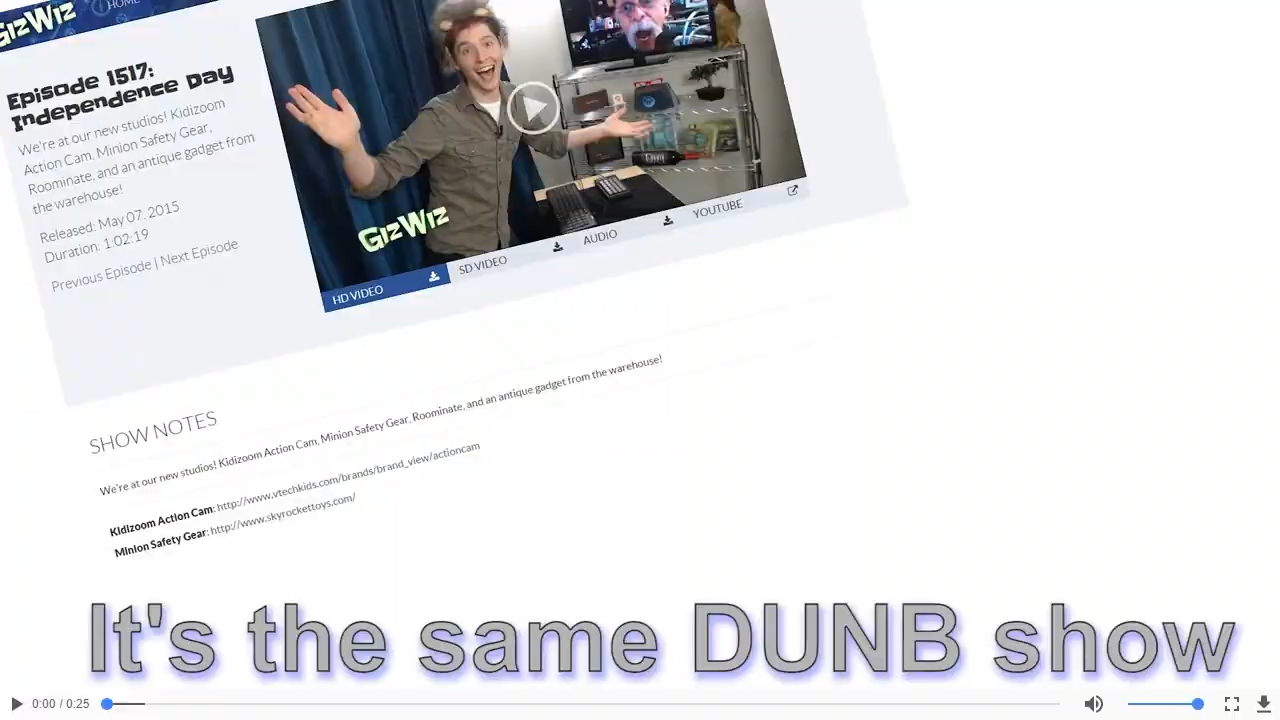 GizWiz
HOME
Episode 1517:
Independence Day
We're at our new studios! Kidizoom
Action Cam, Minion Safety Gear,
Roominate, and an antique gadget from
the warehouse!
Released: May 07, 2015
Duration: 1:02:19
Previous Episode | Next Episode
GizWiz
HD VIDEO
SD VIDEO
AUDIO
YOUTUBE
SHOW NOTES
We're at our new studios! Kidizoom Action Cam, Minion Safety Gear, Roominate, and an antique gadget from the warehouse!
Kidizoom Action Cam: http://www.vtechkids.com/brands/brand_view/actioncam
Minion Safety Gear: http://www.skyrockettoys.com/
It's the same DUNB show
0:00 / 0:25